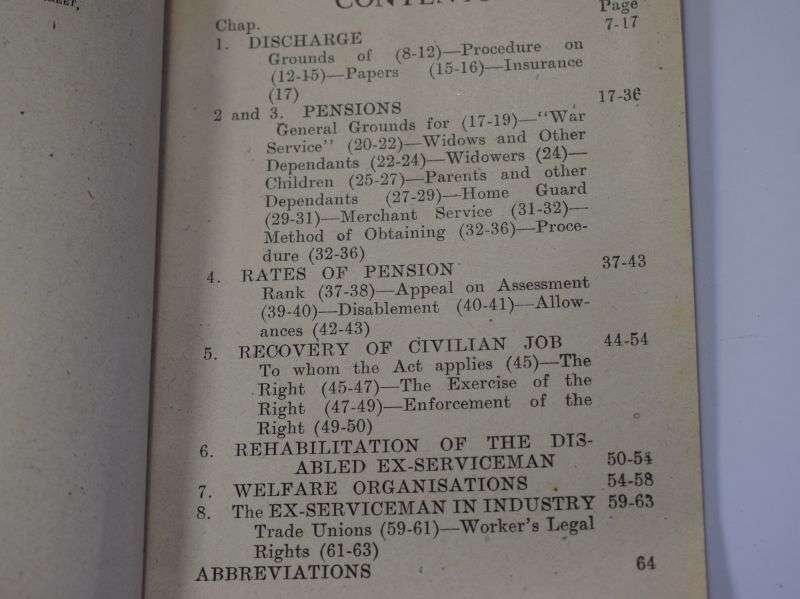 CONTENTS
Chap. Page
1. DISCHARGE 7-17
Grounds of (8-12)—Procedure on
(12-15)—Papers (15-16)—Insurance
(17)
2 and 3. PENSIONS 17-36
General Grounds for (17-19)—"War
Service" (20-22)—Widows and Other
Dependants (22-24)—Widowers (24)—
Children (25-27)—Parents and other
Dependants (27-29)—Home Guard
(29-31)—Merchant Service (31-32)—
Method of Obtaining (32-36)—Proce-
dure (32-36)
4. RATES OF PENSION 37-43
Rank (37-38)—Appeal on Assessment
(39-40)—Disablement (40-41)—Allow-
ances (42-43)
5. RECOVERY OF CIVILIAN JOB 44-54
To whom the Act applies (45)—The
Right (45-47)—The Exercise of the
Right (47-49)—Enforcement of the
Right (49-50)
6. REHABILITATION OF THE DIS-
ABLED EX-SERVICEMAN 50-54
7. WELFARE ORGANISATIONS 54-58
8. The EX-SERVICEMAN IN INDUSTRY 59-63
Trade Unions (59-61)—Worker's Legal
Rights (61-63)
ABBREVIATIONS 64